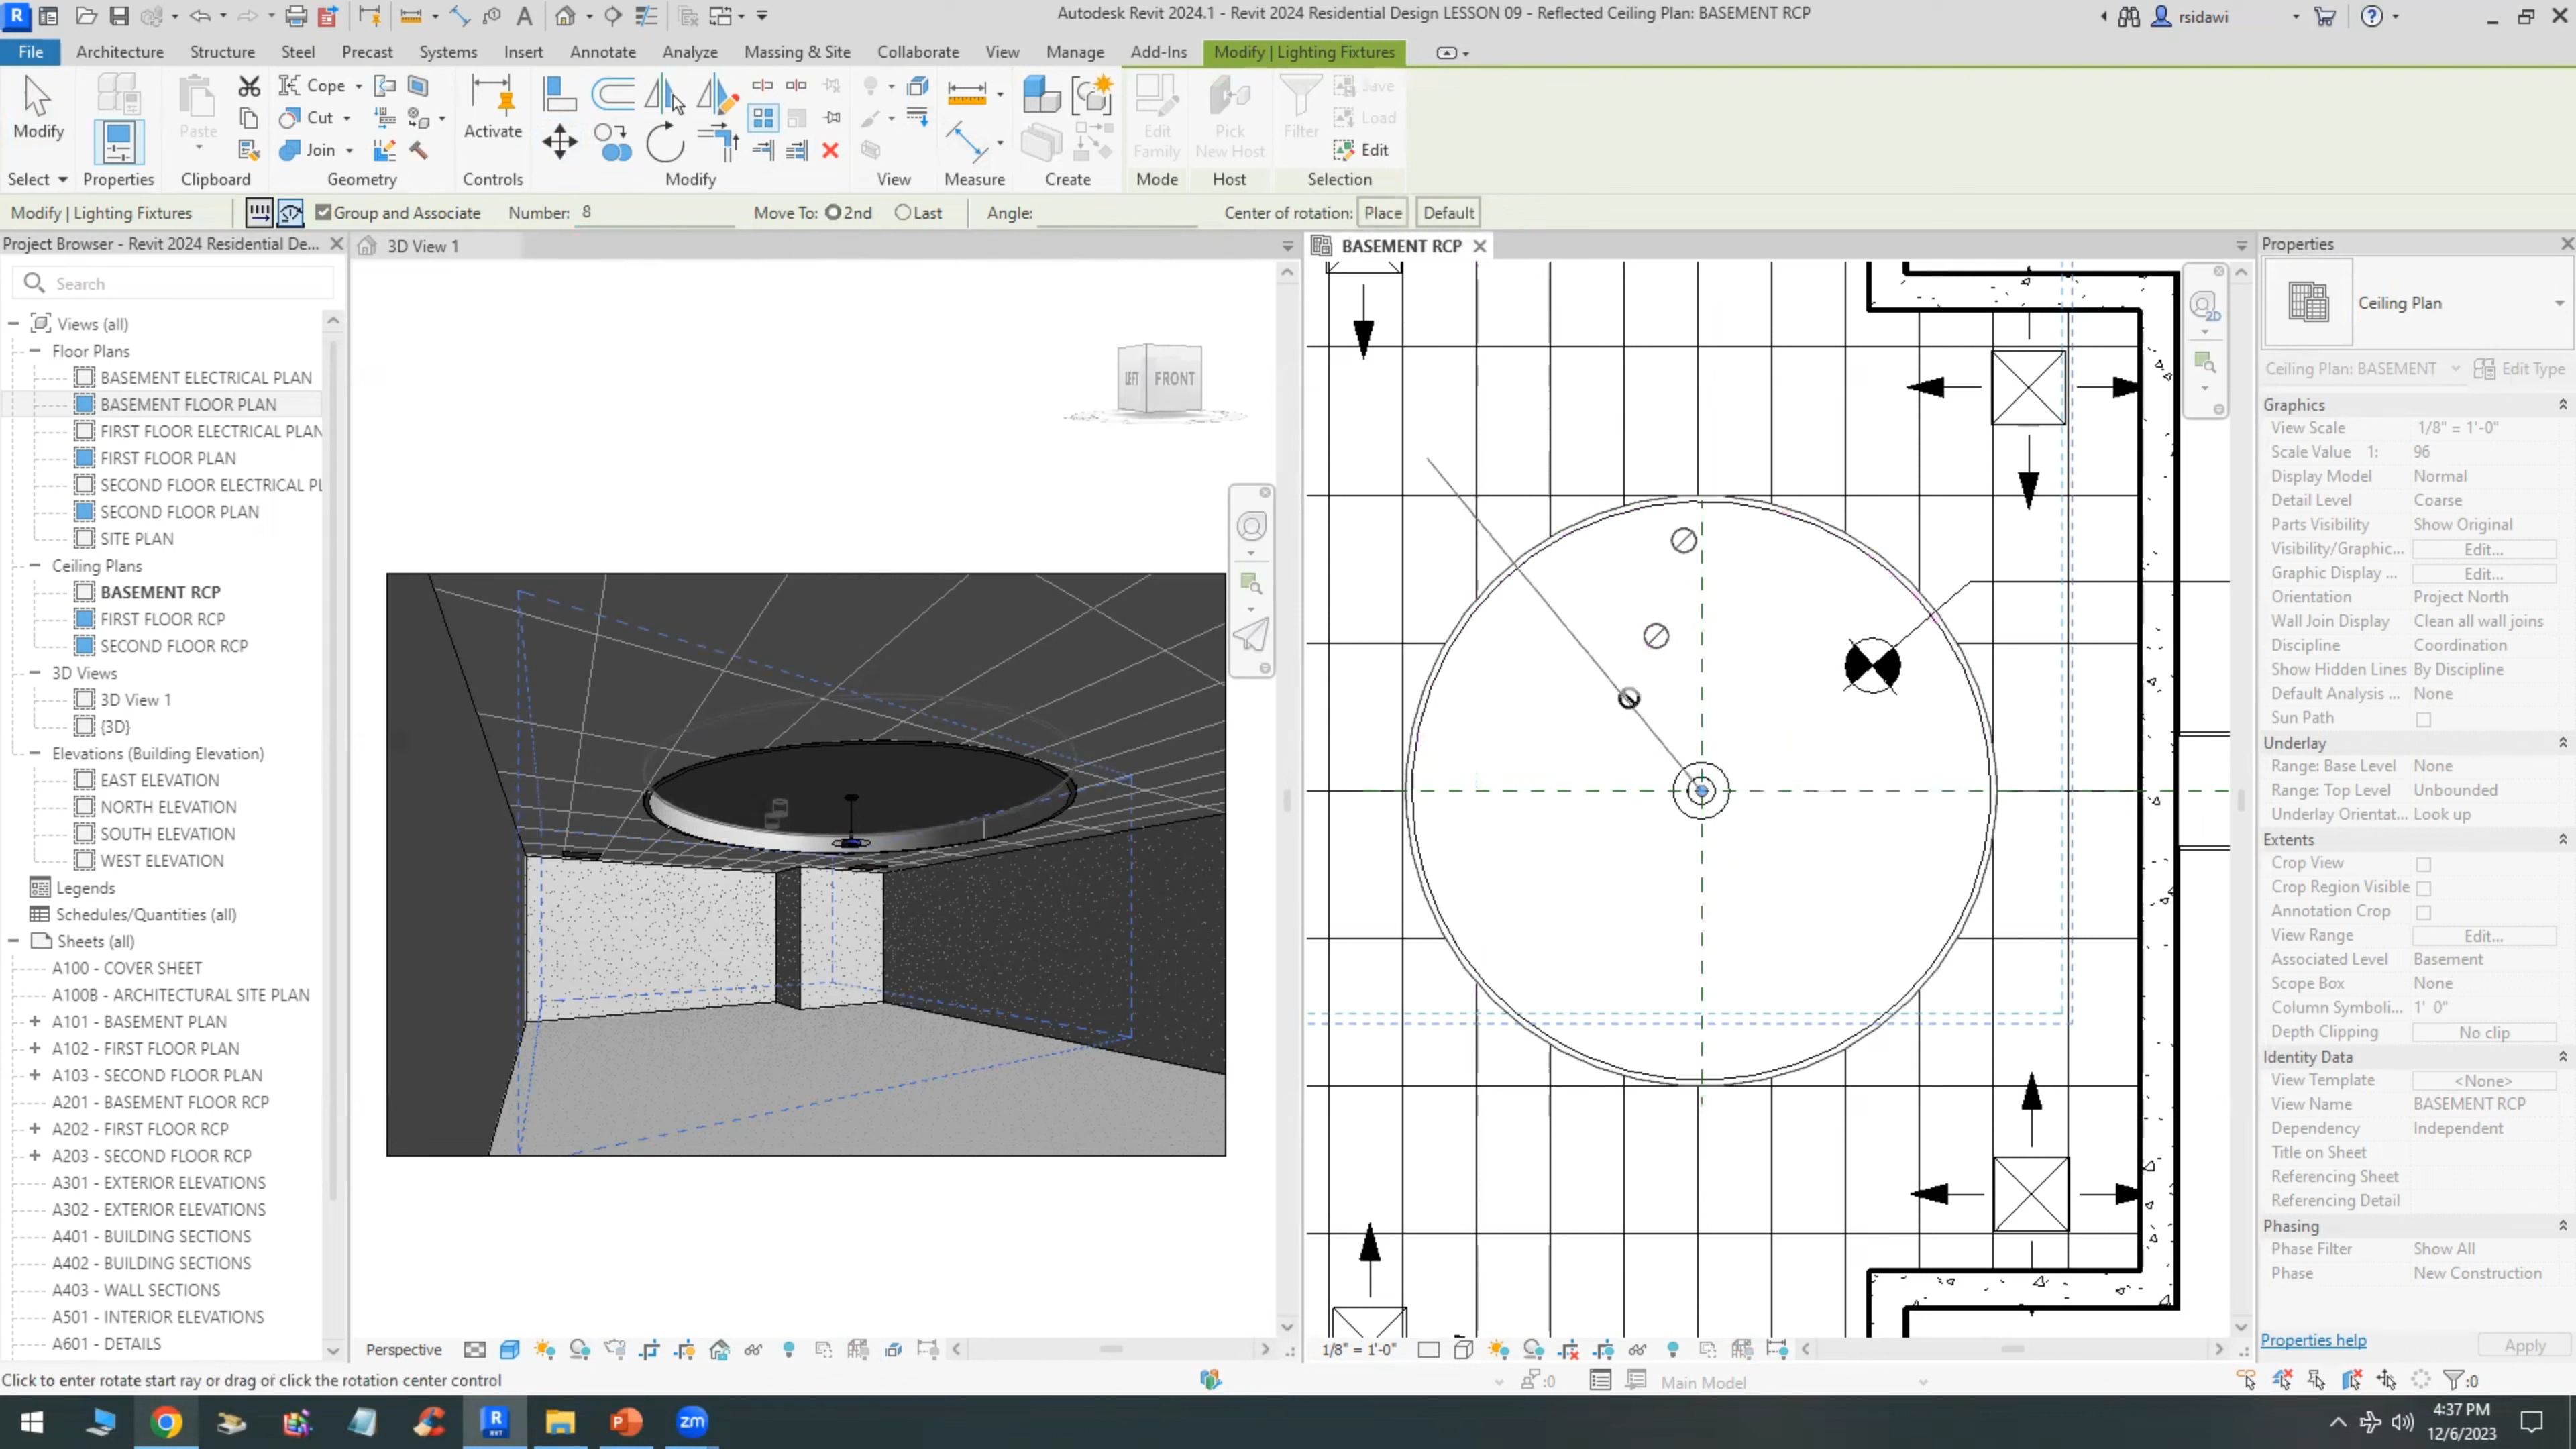 Autodesk Revit 2024.1 - Revit 2024 Residential Design LESSON 09 - Reflected Ceiling Plan: BASEMENT RCP
rsidawi
File Architecture Structure Steel Precast Systems Insert Annotate Analyze Massing & Site Collaborate View Manage Add-Ins Modify | Lighting Fixtures
Modify
Paste
Cope
Cut
Join
Activate
Edit Family
Pick New Host
Filter
Save
Load
Edit
Select Properties Clipboard Geometry Controls Modify View Measure Create Mode Host Selection
Modify | Lighting Fixtures Group and Associate Number: 8 Move To: 2nd Last Angle: Center of rotation: Place Default
Project Browser - Revit 2024 Residential De...
Search
Views (all)
Floor Plans
BASEMENT ELECTRICAL PLAN
BASEMENT FLOOR PLAN
FIRST FLOOR ELECTRICAL PLAN
FIRST FLOOR PLAN
SECOND FLOOR ELECTRICAL PL
SECOND FLOOR PLAN
SITE PLAN
Ceiling Plans
BASEMENT RCP
FIRST FLOOR RCP
SECOND FLOOR RCP
3D Views
3D View 1
{3D}
Elevations (Building Elevation)
EAST ELEVATION
NORTH ELEVATION
SOUTH ELEVATION
WEST ELEVATION
Legends
Schedules/Quantities (all)
Sheets (all)
A100 - COVER SHEET
A100B - ARCHITECTURAL SITE PLAN
A101 - BASEMENT PLAN
A102 - FIRST FLOOR PLAN
A103 - SECOND FLOOR PLAN
A201 - BASEMENT FLOOR RCP
A202 - FIRST FLOOR RCP
A203 - SECOND FLOOR RCP
A301 - EXTERIOR ELEVATIONS
A302 - EXTERIOR ELEVATIONS
A401 - BUILDING SECTIONS
A402 - BUILDING SECTIONS
A403 - WALL SECTIONS
A501 - INTERIOR ELEVATIONS
A601 - DETAILS
3D View 1
LEFT FRONT
Perspective
BASEMENT RCP
2D
1/8" = 1'-0"
Properties
Ceiling Plan
Ceiling Plan: BASEMENT Edit Type
Graphics
View Scale 1/8" = 1'-0"
Scale Value 1: 96
Display Model Normal
Detail Level Coarse
Parts Visibility Show Original
Visibility/Graphic... Edit...
Graphic Display ... Edit...
Orientation Project North
Wall Join Display Clean all wall joins
Discipline Coordination
Show Hidden Lines By Discipline
Default Analysis ... None
Sun Path
Underlay
Range: Base Level None
Range: Top Level Unbounded
Underlay Orientat... Look up
Extents
Crop View
Crop Region Visible
Annotation Crop
View Range Edit...
Associated Level Basement
Scope Box None
Column Symboli... 1' 0"
Depth Clipping No clip
Identity Data
View Template <None>
View Name BASEMENT RCP
Dependency Independent
Title on Sheet
Referencing Sheet
Referencing Detail
Phasing
Phase Filter Show All
Phase New Construction
Properties help Apply
Click to enter rotate start ray or drag or click the rotation center control
:0
Main Model
:0
R RVT
P
zm
4:37 PM
12/6/2023